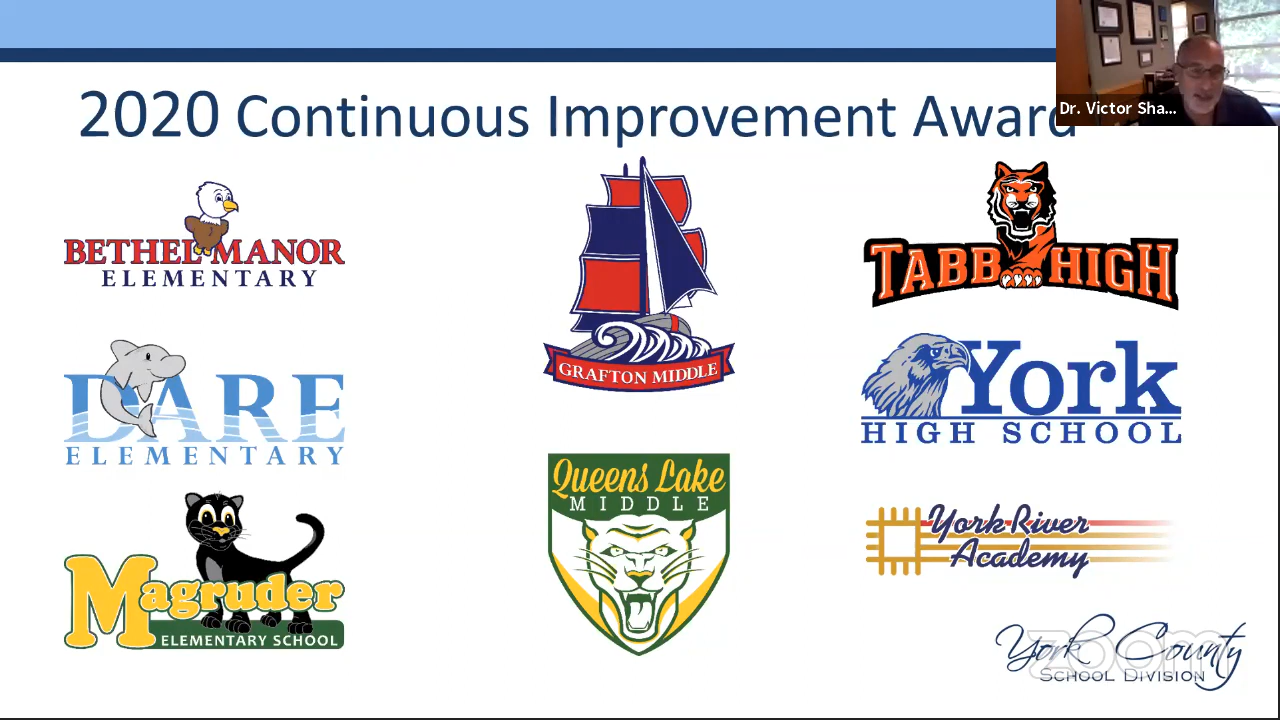 Dr. Victor Sha...
2020 Continuous Improvement Award
BETHEL MANOR
ELEMENTARY
DARE
ELEMENTARY
Magruder
ELEMENTARY SCHOOL
GRAFTON MIDDLE
Queens Lake
MIDDLE
TABB HIGH
York
HIGH SCHOOL
York River
Academy
York County
SCHOOL DIVISION
zoom